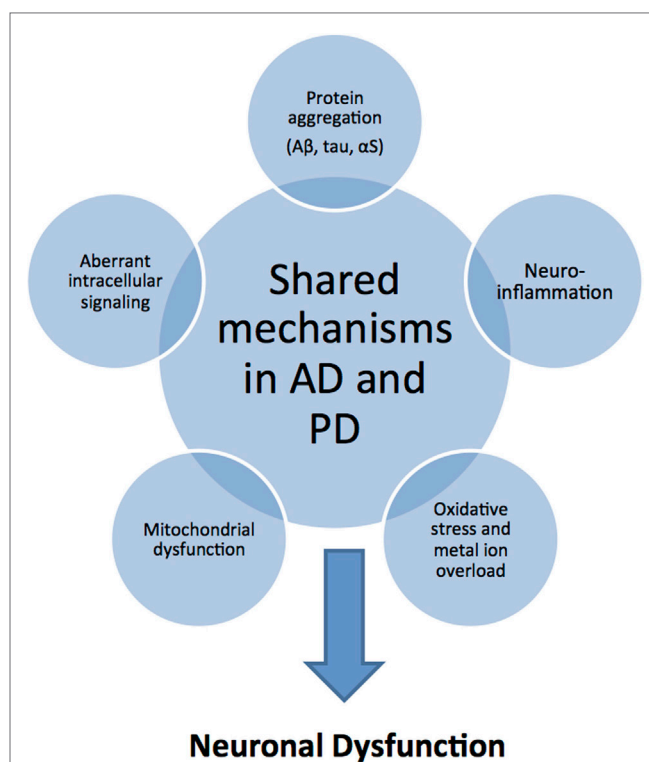 Protein
aggregation
(Aβ, tau, αS)
Aberrant
intracellular
signaling
Neuro-
inflammation
Shared
mechanisms
in AD and
PD
Mitochondrial
dysfunction
Oxidative
stress and
metal ion
overload
Neuronal Dysfunction